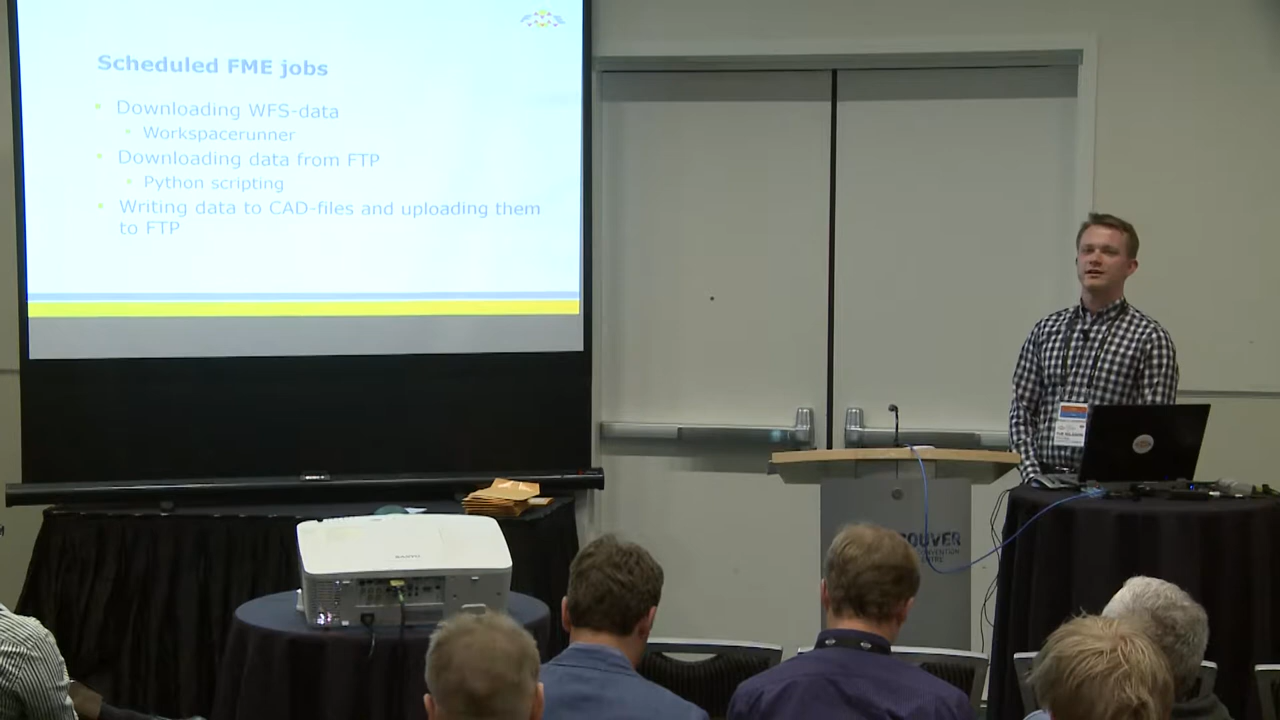 Scheduled FME jobs
Downloading WFS-data
Workspacerunner
Downloading data from FTP
Python scripting
Writing data to CAD-files and uploading them
to FTP
SANYO